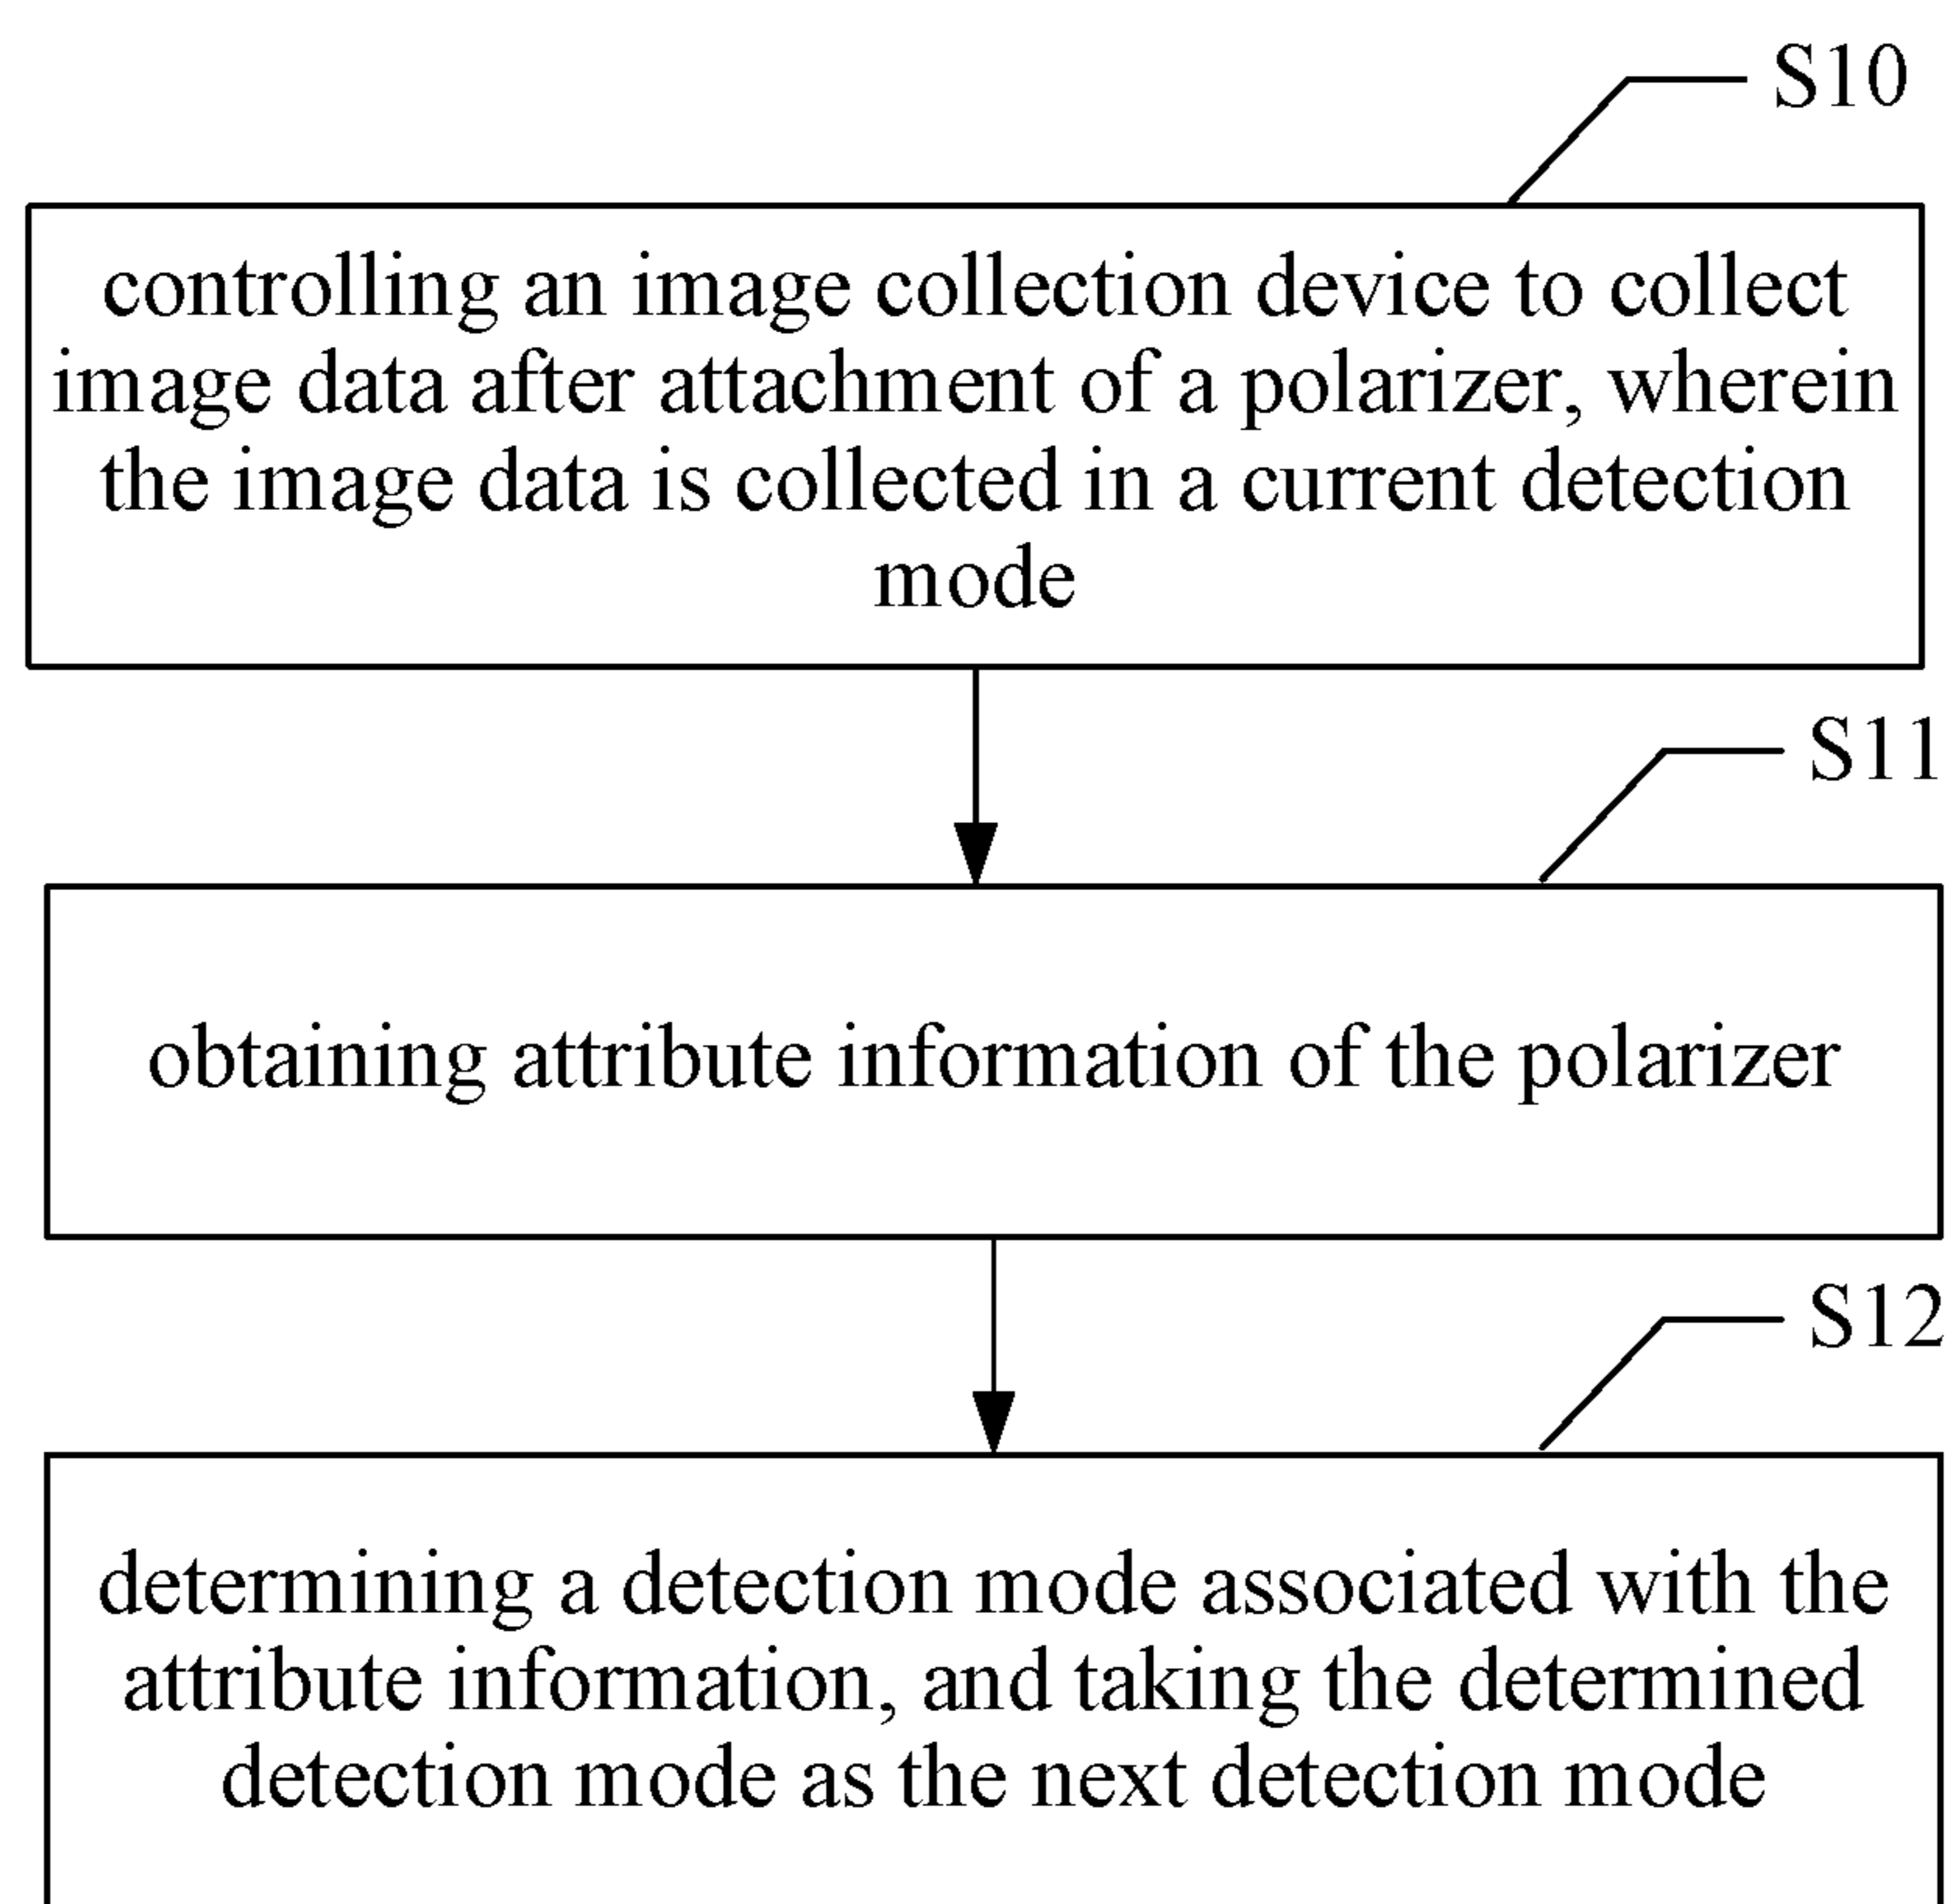 S10
controlling an image collection device to collect
image data after attachment of a polarizer, wherein
the image data is collected in a current detection
mode
S11
obtaining attribute information of the polarizer
S12
determining a detection mode associated with the
attribute information, and taking the determined
detection mode as the next detection mode